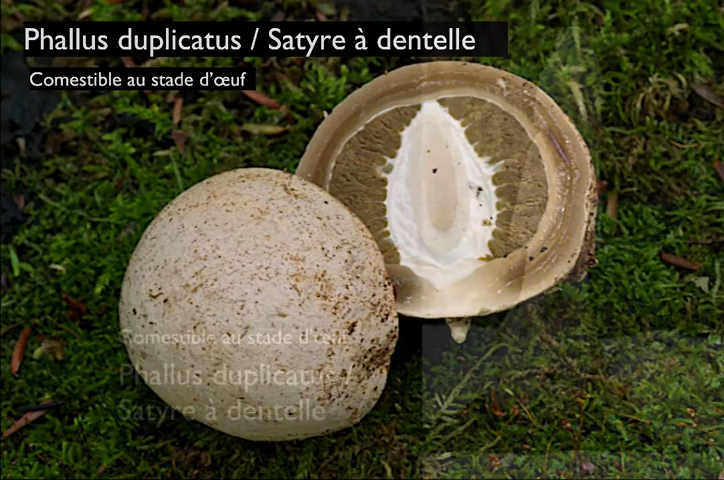 Phallus duplicatus / Satyre à dentelle
Comestible au stade d'œuf
Comestible au stade d'œuf
Phallus duplicatus /
Satyre à dentelle